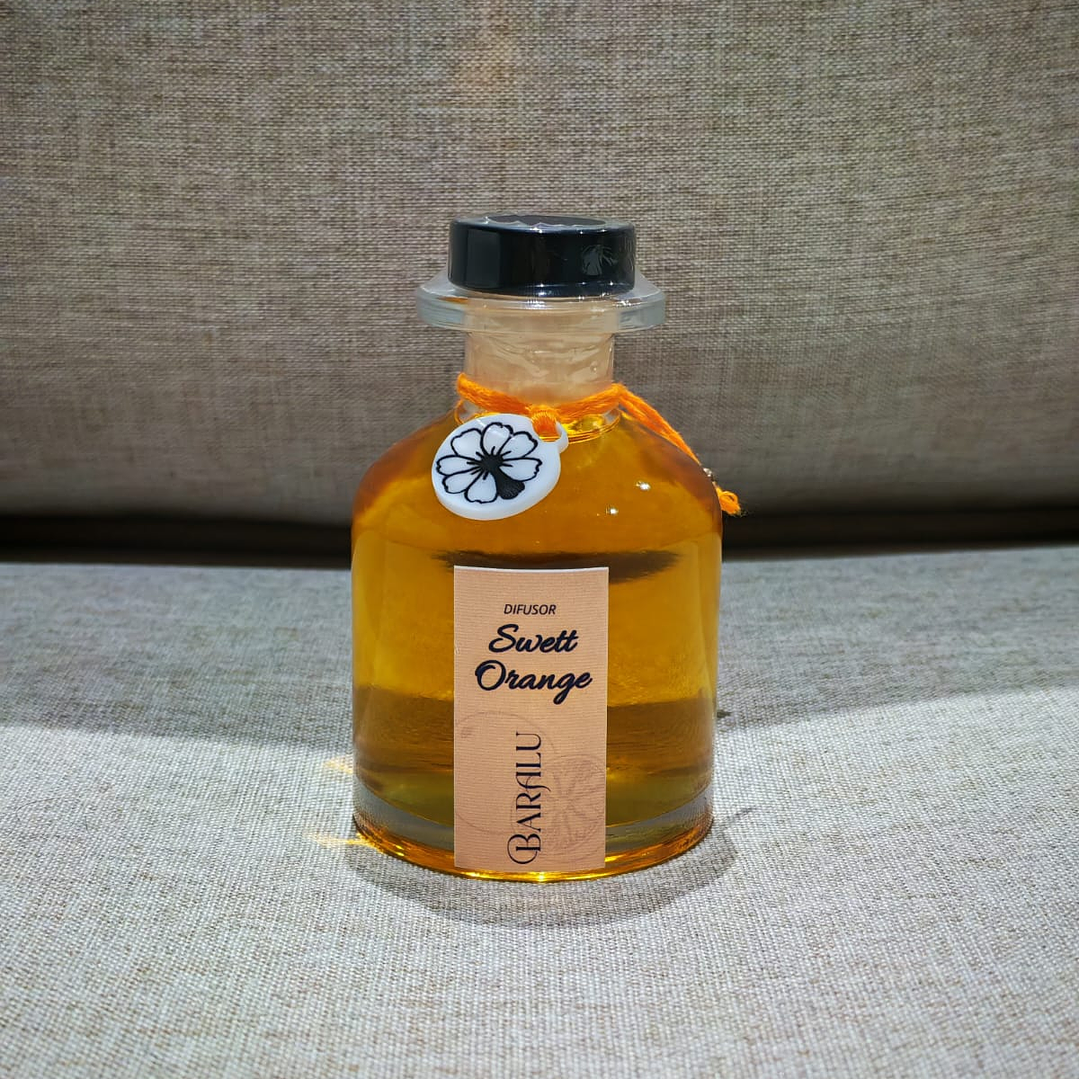 DIFUSOR
Swett
Orange
BARALU